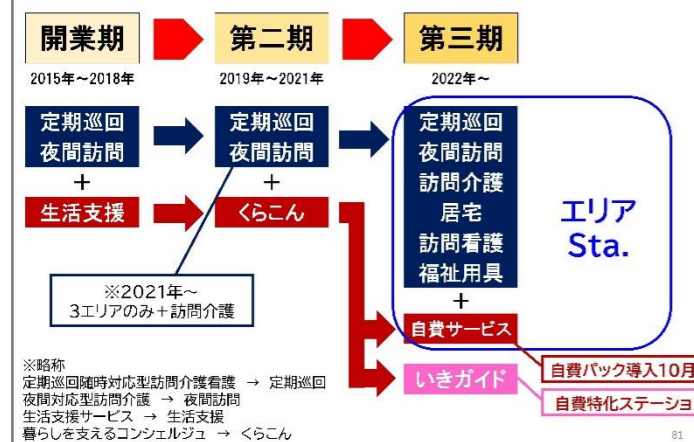 開業期
第二期
第三期
2015年～2018年
2019年～2021年
2022年～
定期巡回
夜間訪問
+
生活支援
定期巡回
夜間訪問
+
くらこん
定期巡回
夜間訪問
訪問介護
居宅
訪問看護
福祉用具
+
自費サービス
エリア
Sta.
※2021年～
3エリアのみ＋訪問介護
いきガイド
自費パック導入10月
自費特化ステーショ
※略称
定期巡回随時対応型訪問介護看護 → 定期巡回
夜間対応型訪問介護 → 夜間訪問
生活支援サービス → 生活支援
暮らしを支えるコンシェルジュ → くらこん
81